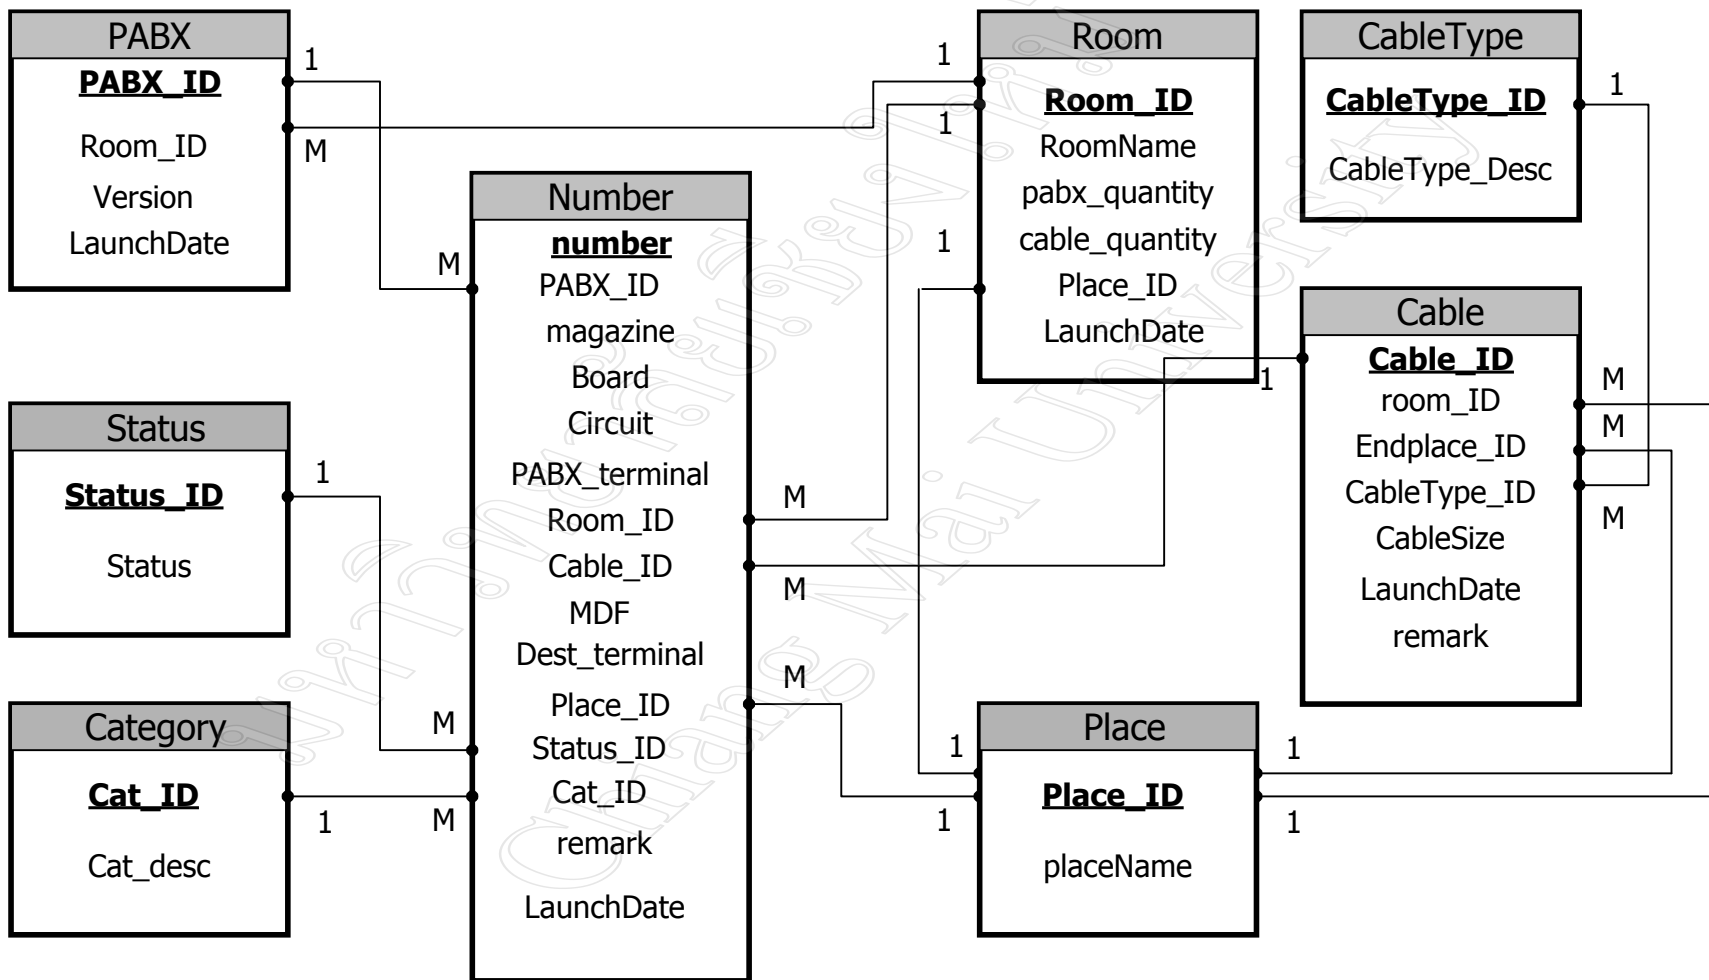 PABX
PABX_ID
Room_ID
Version
LaunchDate
1
M
Number
number
PABX_ID
magazine
Board
Circuit
PABX_terminal
Room_ID
Cable_ID
MDF
Dest_terminal
Place_ID
Status_ID
Cat_ID
remark
LaunchDate
M
M
M
M
M
M
Status
Status_ID
Status
1
Category
Cat_ID
Cat_desc
1
Room
Room_ID
RoomName
pabx_quantity
cable_quantity
Place_ID
LaunchDate
1
1
1
CableType
CableType_ID
CableType_Desc
1
Cable
Cable_ID
room_ID
Endplace_ID
CableType_ID
CableSize
LaunchDate
remark
1
M
M
M
Place
Place_ID
placeName
1
1
1
1
Chiang Mai University